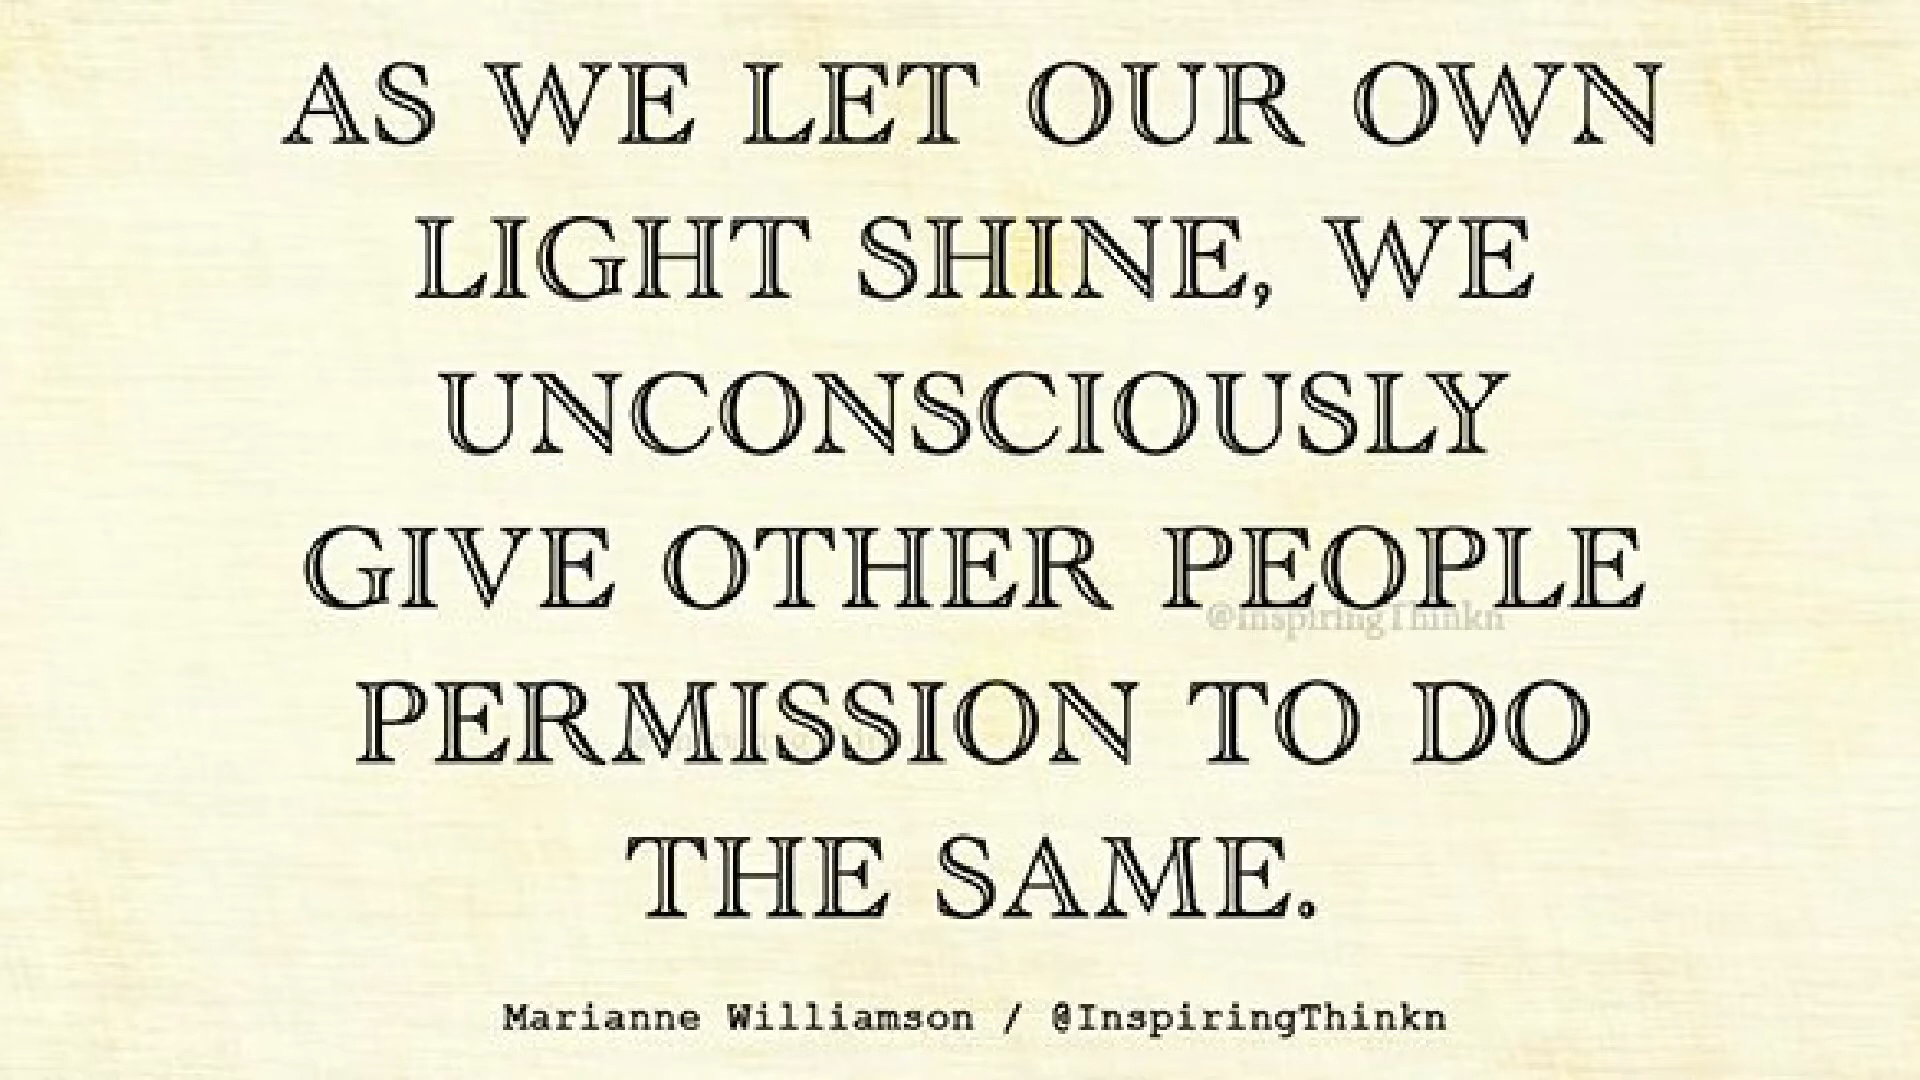 AS WE LET OUR OWN
LIGHT SHINE, WE
UNCONSCIOUSLY
GIVE OTHER PEOPLE
@InspiringThinkn
PERMISSION TO DO
THE SAME.
Marianne Williamson / @InspiringThinkn